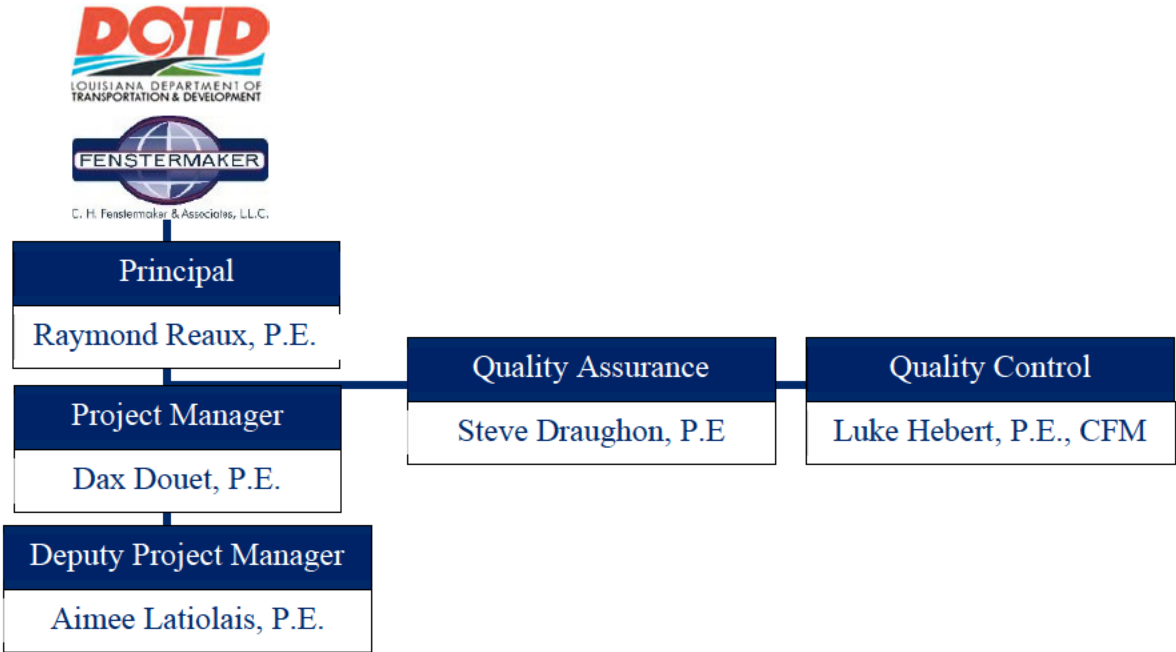 DOTD
LOUISIANA DEPARTMENT OF
TRANSPORTATION & DEVELOPMENT
FENSTERMAKER
C. H. Fenstermaker & Associates, L.L.C.
Principal
Raymond Reaux, P.E.
Quality Assurance
Steve Draughon, P.E
Quality Control
Luke Hebert, P.E., CFM
Project Manager
Dax Douet, P.E.
Deputy Project Manager
Aimee Latiolais, P.E.